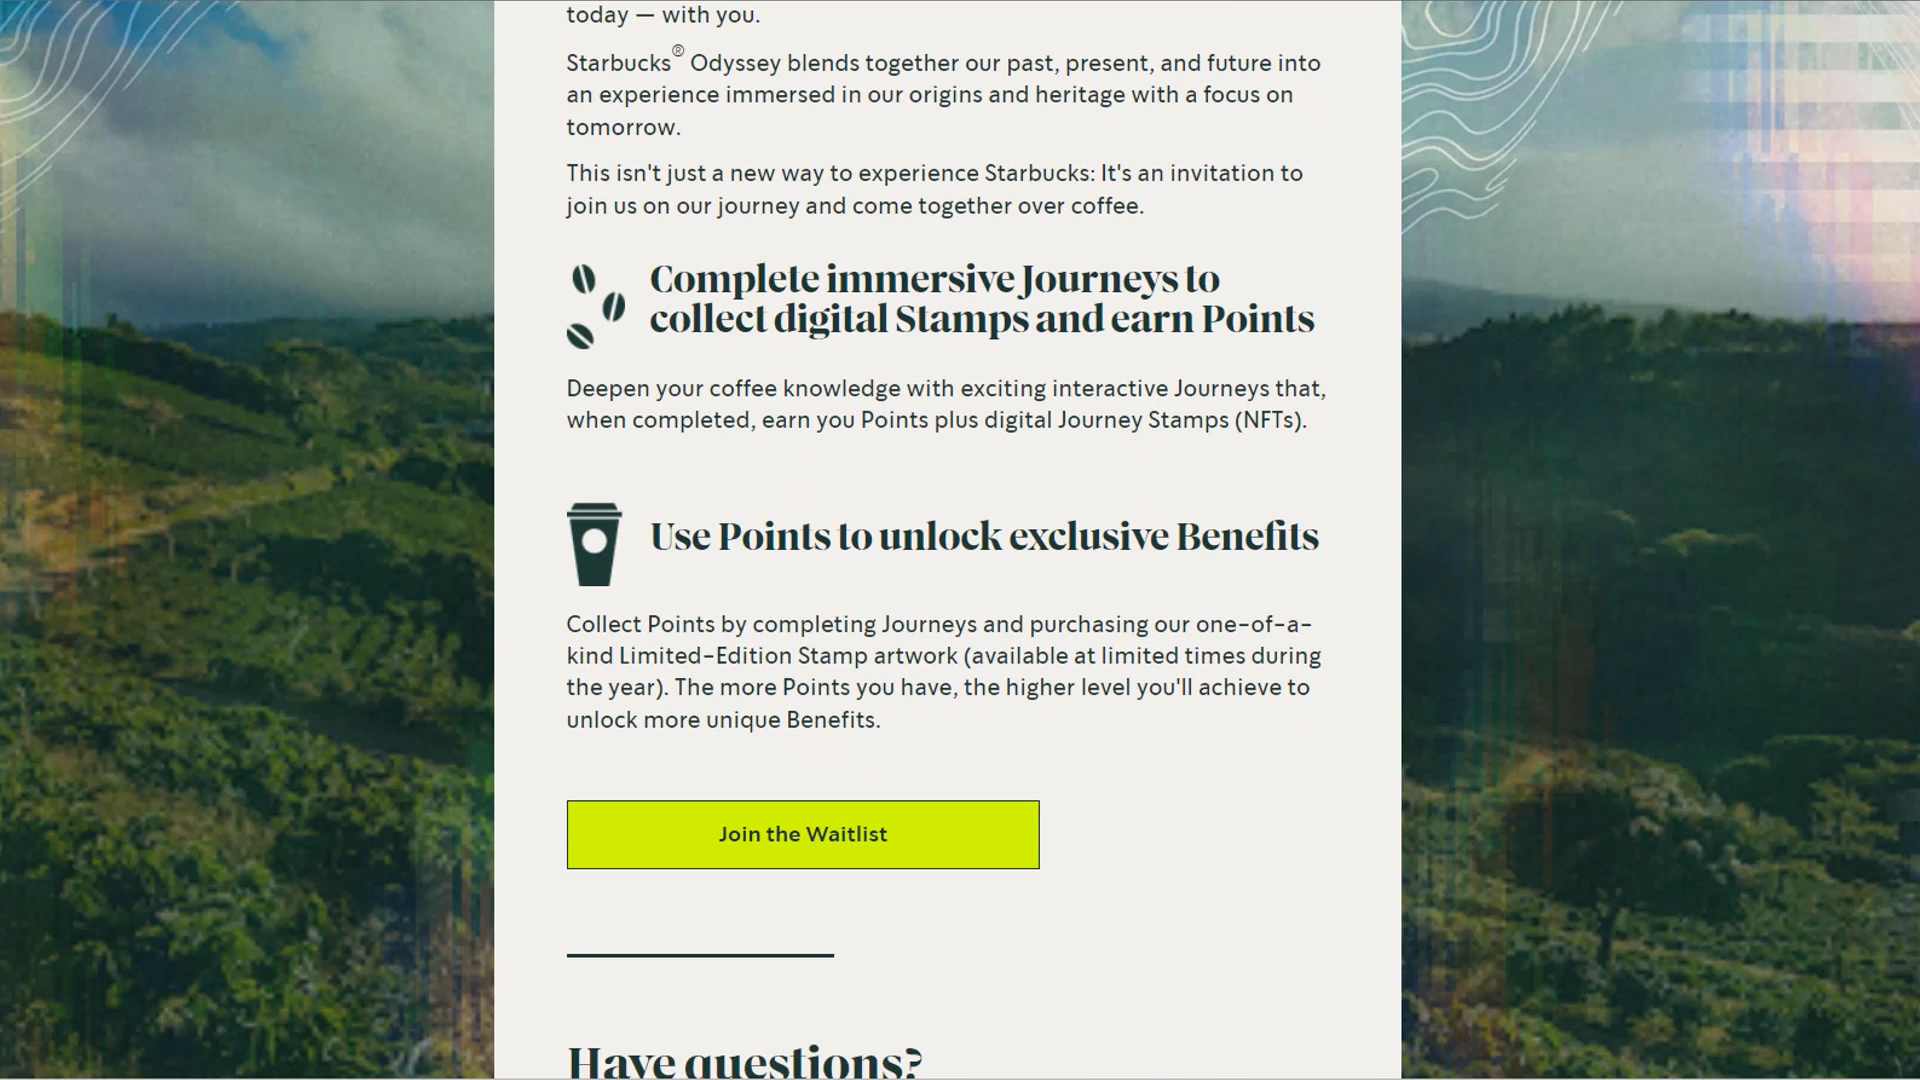 today — with you.
Starbucks® Odyssey blends together our past, present, and future into
an experience immersed in our origins and heritage with a focus on
tomorrow.
This isn't just a new way to experience Starbucks: It's an invitation to
join us on our journey and come together over coffee.
Complete immersive Journeys to
collect digital Stamps and earn Points
Deepen your coffee knowledge with exciting interactive Journeys that,
when completed, earn you Points plus digital Journey Stamps (NFTs).
Use Points to unlock exclusive Benefits
Collect Points by completing Journeys and purchasing our one-of-a-
kind Limited-Edition Stamp artwork (available at limited times during
the year). The more Points you have, the higher level you'll achieve to
unlock more unique Benefits.
Join the Waitlist
Have questions?